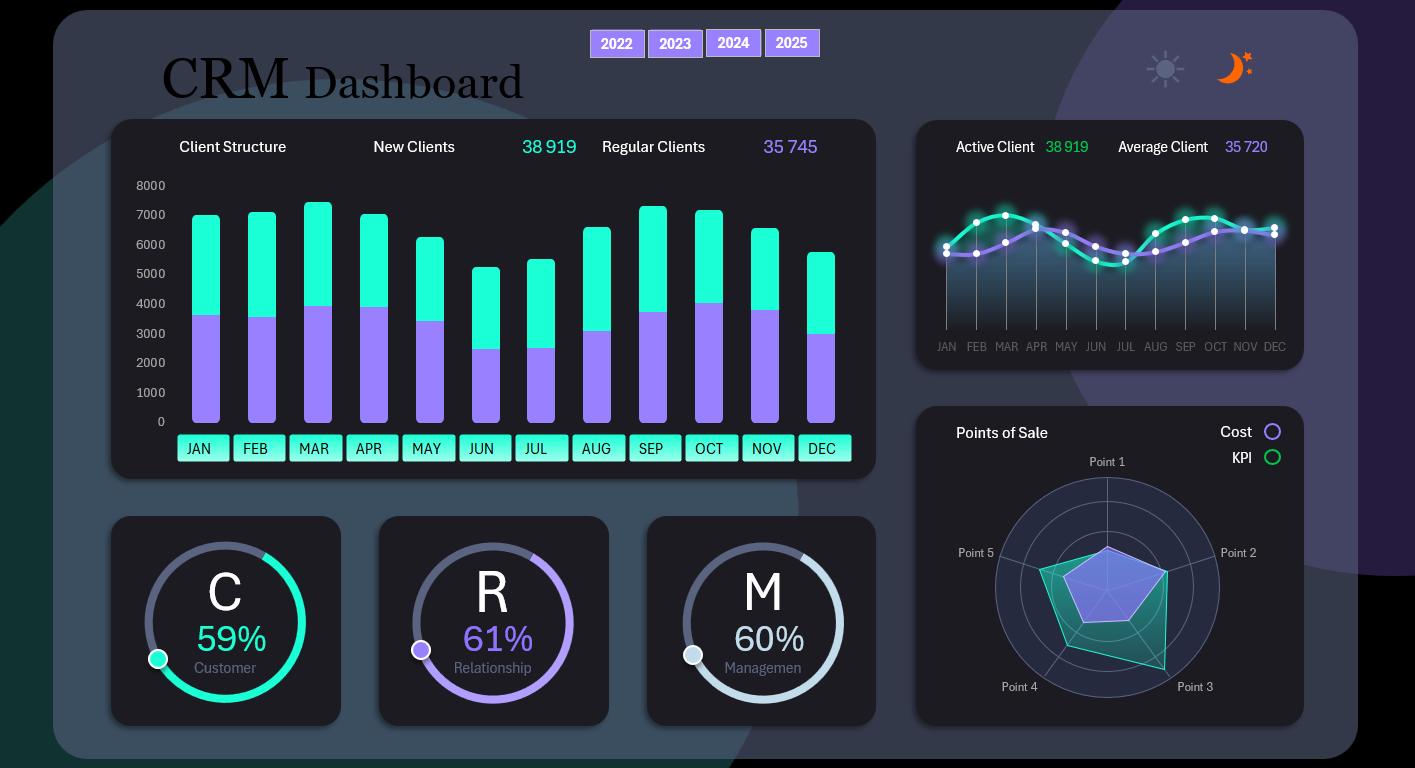 2022 2023 2024 2025
CRM Dashboard
Client Structure New Clients 38 919 Regular Clients 35 745
8000
7000
6000
5000
4000
3000
2000
1000
0
JAN FEB MAR APR MAY JUN JUL AUG SEP OCT NOV DEC
Active Client 38 919 Average Client 35 720
JAN FEB MAR APR MAY JUN JUL AUG SEP OCT NOV DEC
Points of Sale
Cost
KPI
Point 1
Point 2
Point 3
Point 4
Point 5
C
59%
Customer
R
61%
Relationship
M
60%
Managemen